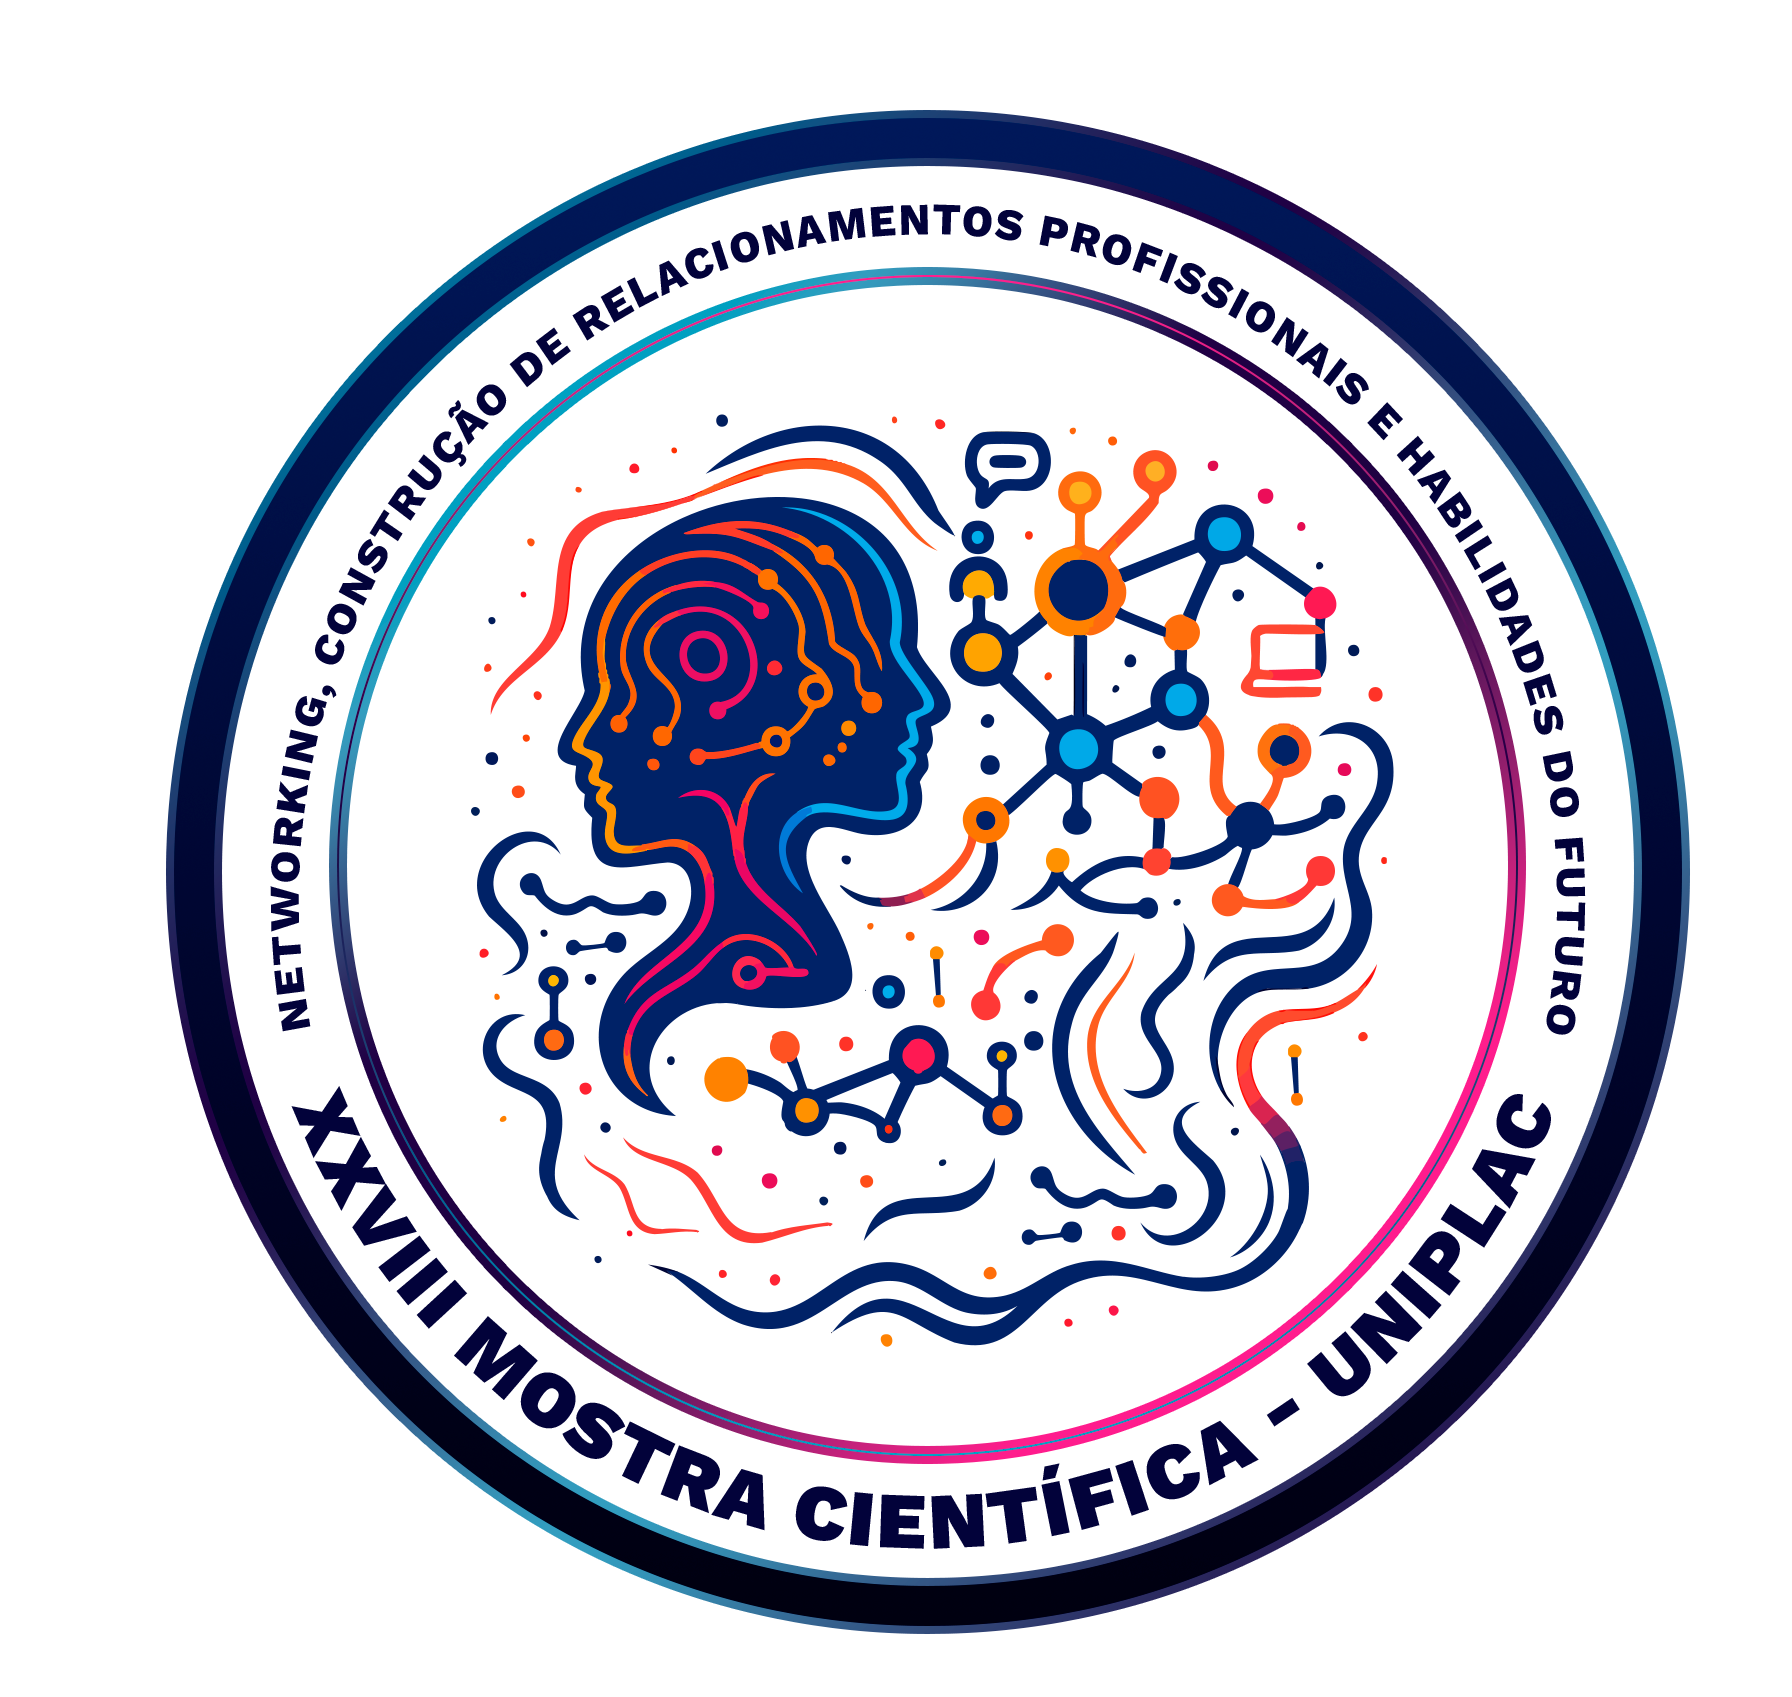 NETWORKING, CONSTRUÇÃO DE RELACIONAMENTOS PROFISSIONAIS E HABILIDADES DO FUTURO
XXVIII MOSTRA CIENTÍFICA - UNIPLAC